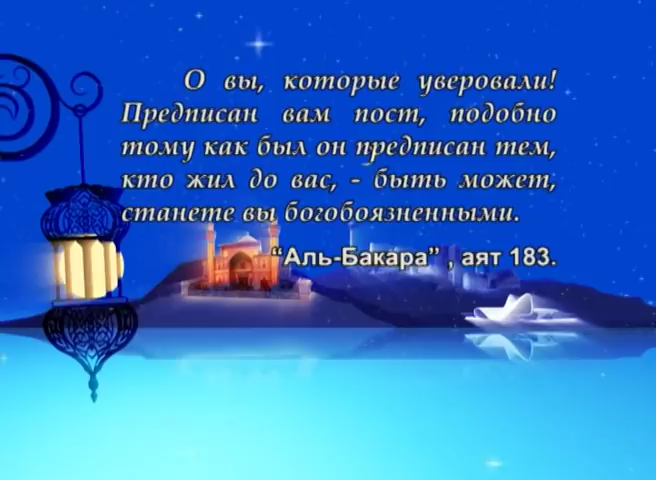 О вы, которые уверовали!
Предписан вам пост, подобно
тому как был он предписан тем,
кто жил до вас, - быть может,
станете вы богобоязненными.
“Аль-Бакара” , аят 183.